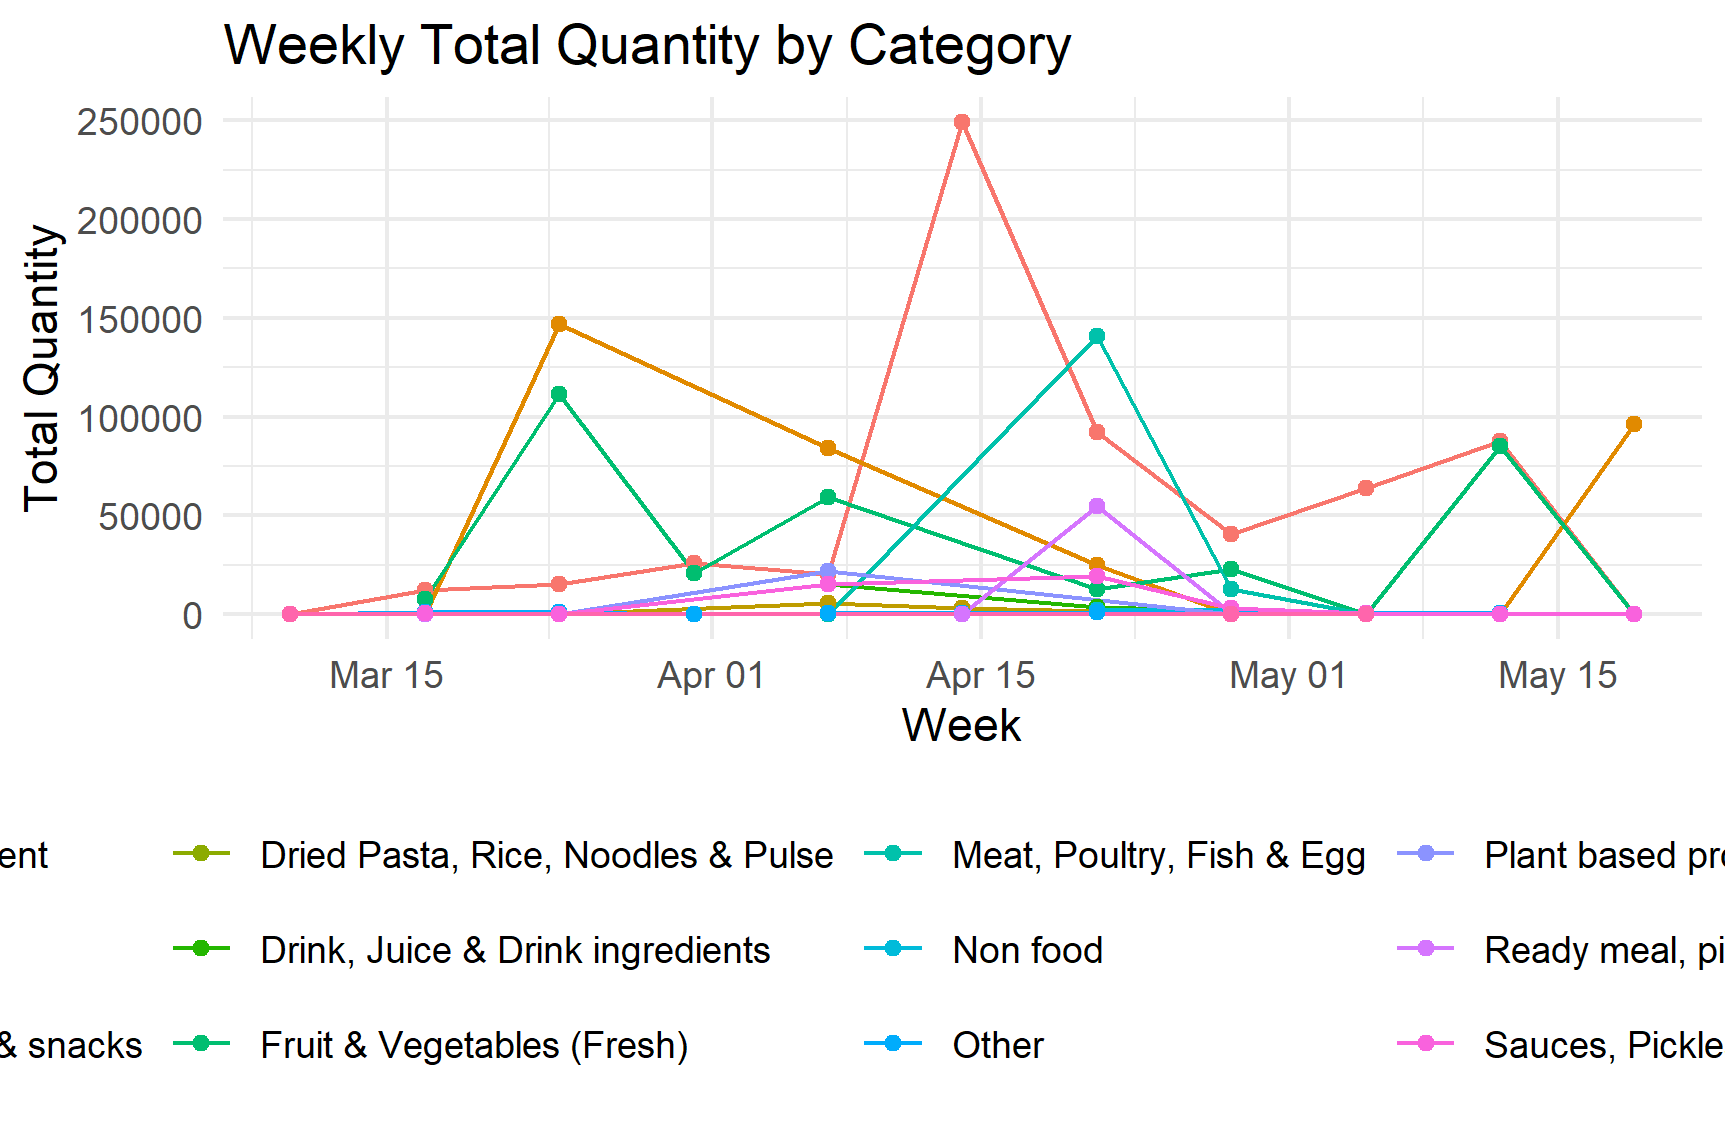 Weekly Total Quantity by Category
250000
200000
150000
100000
50000
0
Total Quantity
Mar 15
Apr 01
Apr 15
May 01
May 15
Week
ent
Dried Pasta, Rice, Noodles & Pulse
Meat, Poultry, Fish & Egg
Plant based pro
Drink, Juice & Drink ingredients
Non food
Ready meal, pi
& snacks
Fruit & Vegetables (Fresh)
Other
Sauces, Pickle